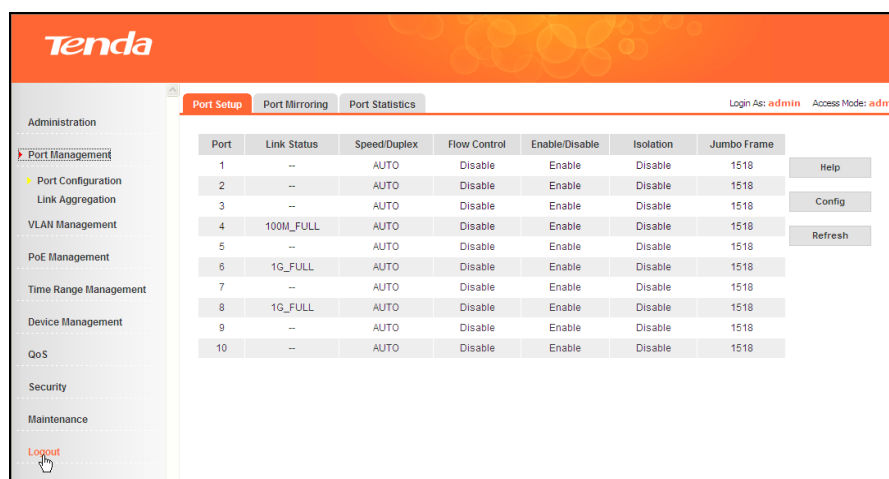 Tenda
Port Setup Port Mirroring Port Statistics Login As: admin Access Mode: adm
Administration
Port Management
Port Configuration
Link Aggregation
VLAN Management
PoE Management
Time Range Management
Device Management
QoS
Security
Maintenance
Logout
Port Link Status Speed/Duplex Flow Control Enable/Disable Isolation Jumbo Frame
1 -- AUTO Disable Enable Disable 1518
2 -- AUTO Disable Enable Disable 1518
3 -- AUTO Disable Enable Disable 1518
4 100M_FULL AUTO Disable Enable Disable 1518
5 -- AUTO Disable Enable Disable 1518
6 1G_FULL AUTO Disable Enable Disable 1518
7 -- AUTO Disable Enable Disable 1518
8 1G_FULL AUTO Disable Enable Disable 1518
9 -- AUTO Disable Enable Disable 1518
10 -- AUTO Disable Enable Disable 1518
Help
Config
Refresh